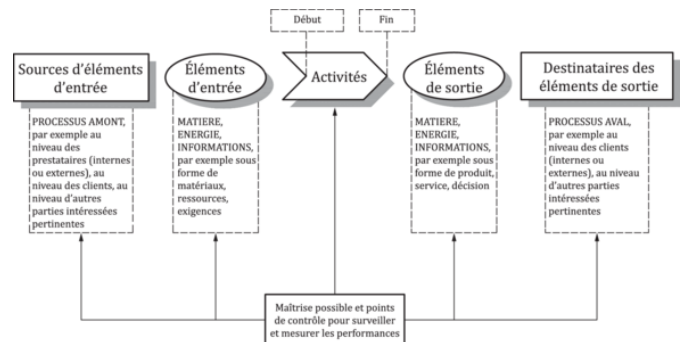 Début
Fin
Sources d'éléments
d'entrée
Éléments
d'entrée
Activités
Éléments
de sortie
Destinataires des
éléments de sortie
PROCESSUS AMONT,
par exemple au
niveau des
prestataires (internes
ou externes), au
niveau des clients, au
niveau d'autres
parties intéressées
pertinentes
MATIERE,
ENERGIE,
INFORMATIONS,
par exemple sous
forme de
matériaux,
ressources,
exigences
MATIERE,
ENERGIE,
INFORMATIONS,
par exemple sous
forme de produit,
service, décision
PROCESSUS AVAL,
par exemple au
niveau des clients
(internes ou
externes), au niveau
d'autres parties
intéressées
pertinentes
Maîtrise possible et points
de contrôle pour surveiller
et mesurer les performances